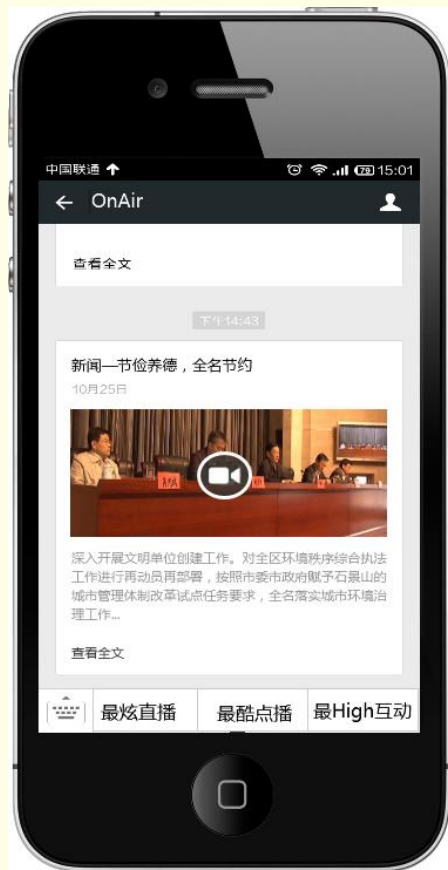 中国联通 79 15:01
OnAir
查看全文
下午14:43
新闻—节俭养德，全名节约
10月25日
深入开展文明单位创建工作。对全区环境秩序综合执法
工作进行再动员再部署，按照市委市政府赋予石景山的
城市管理体制改革试点任务要求，全名落实城市环境治
理工作...
查看全文
最炫直播
最酷点播
最High互动